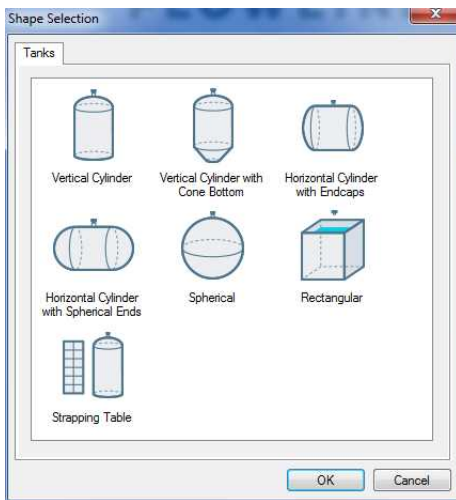 Shape Selection
Tanks
Vertical Cylinder
Vertical Cylinder with
Cone Bottom
Horizontal Cylinder
with Endcaps
Horizontal Cylinder
with Spherical Ends
Spherical
Rectangular
Strapping Table
OK
Cancel